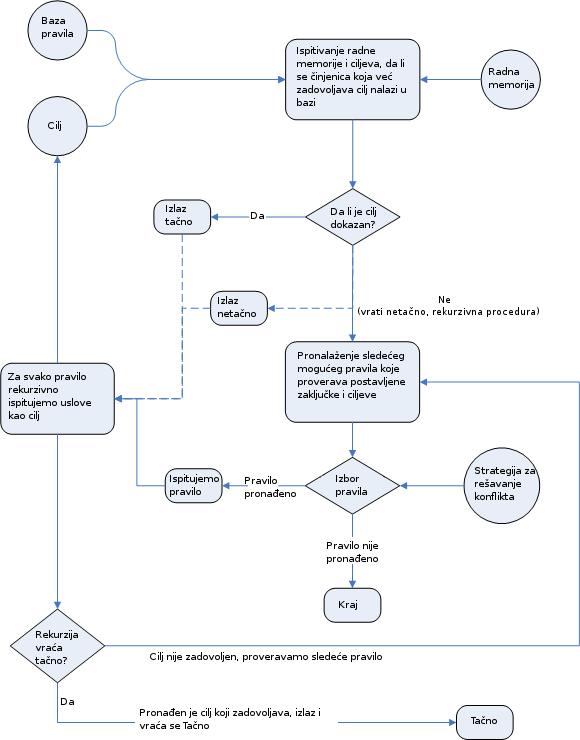 Baza
pravila
Ispitivanje radne
memorije i ciljeva, da li
se činjenica koja već
zadovoljava cilj nalazi u
bazi
Radna
memorija
Cilj
Izlaz
tačno
Da
Da li je cilj
dokazan?
Izlaz
netačno
Ne
(vrati netačno, rekurzivna procedura)
Pronalaženje sledećeg
mogućeg pravila koje
proverava postavljene
zaključke i ciljeve
Za svako pravilo
rekurzivno
ispitujemo uslove
kao cilj
Ispitujemo
pravilo
Pravilo
pronađeno
Izbor
pravila
Strategija za
rešavanje
konflikta
Pravilo nije
pronađeno
Kraj
Rekurzija
vraća
tačno?
Cilj nije zadovoljen, proveravamo sledeće pravilo
Da
Pronađen je cilj koji zadovoljava, izlaz i
vraća se Tačno
Tačno